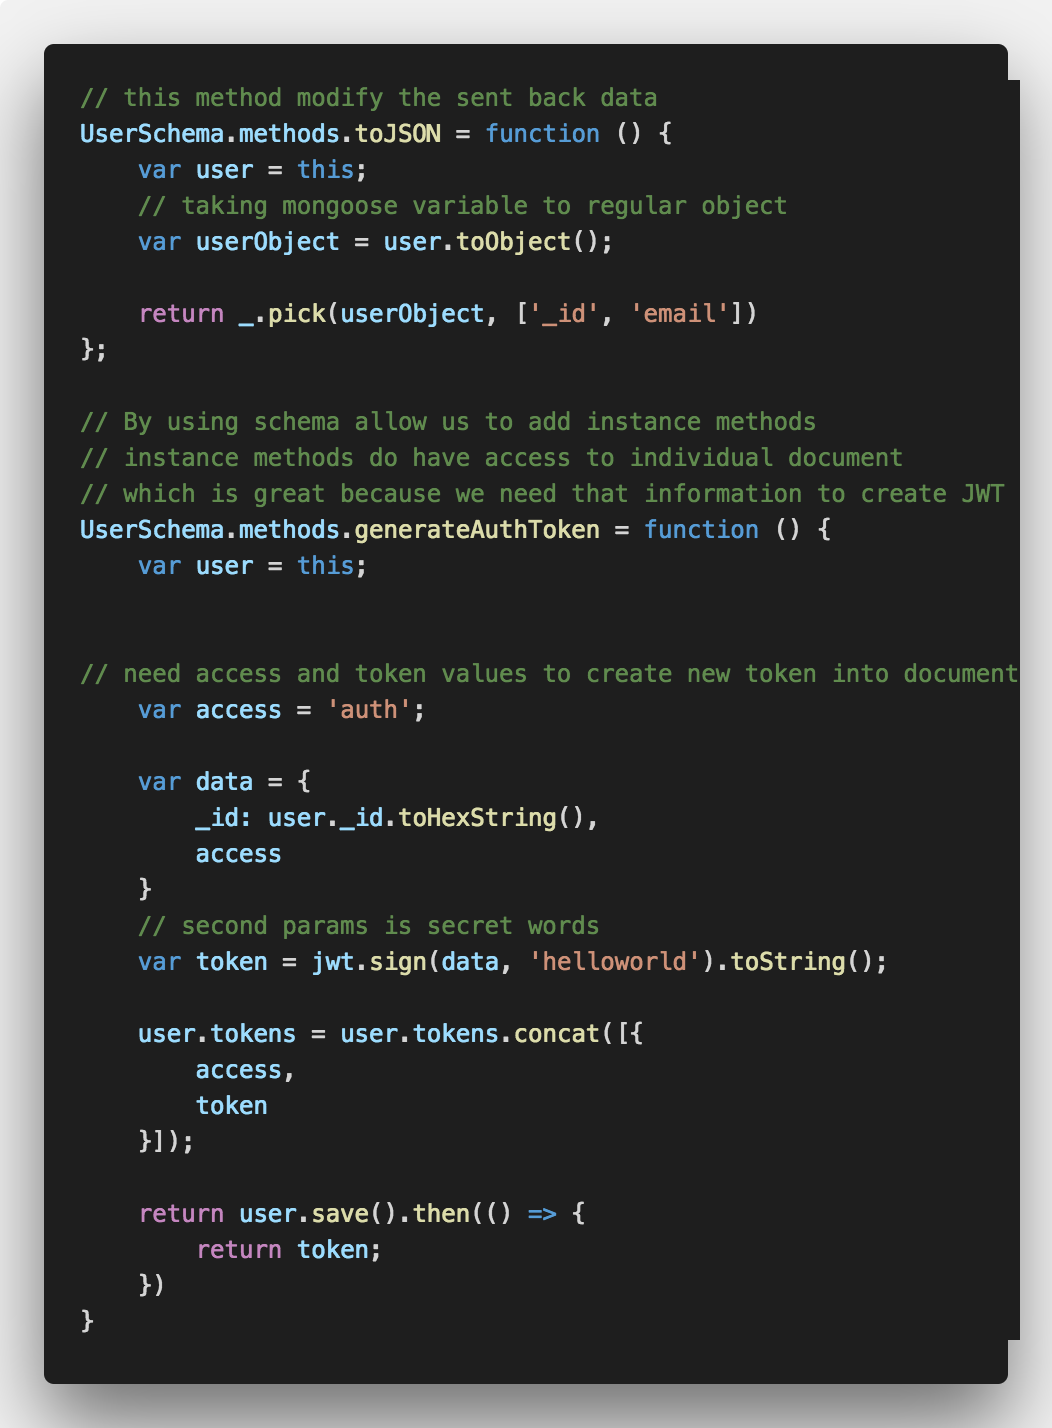 // this method modify the sent back data
UserSchema.methods.toJSON = function () {
    var user = this;
    // taking mongoose variable to regular object
    var userObject = user.toObject();

    return _.pick(userObject, ['_id', 'email'])
};

// By using schema allow us to add instance methods
// instance methods do have access to individual document
// which is great because we need that information to create JWT
UserSchema.methods.generateAuthToken = function () {
    var user = this;


// need access and token values to create new token into document
    var access = 'auth';

    var data = {
        _id: user._id.toHexString(),
        access
    }
    // second params is secret words
    var token = jwt.sign(data, 'helloworld').toString();

    user.tokens = user.tokens.concat([{
        access,
        token
    }]);

    return user.save().then(() => {
        return token;
    })
}